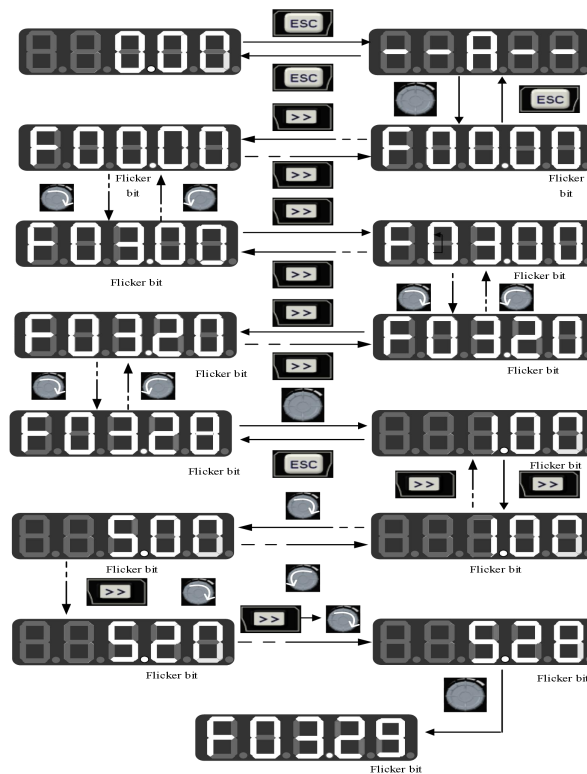 ESC
0.00
--A--
ESC
ESC
>>
F00.00
F00.00
Flicker
bit
Flicker
bit
>>
>>
F03.00
F03.00
Flicker bit
Flicker bit
>>
>>
F03.20
F03.20
Flicker bit
Flicker bit
>>
F03.28
1.00
Flicker bit
Flicker bit
ESC
>>
>>
5.00
1.00
Flicker bit
Flicker bit
>>
>>
5.20
5.28
Flicker bit
Flicker bit
F03.29
Flicker bit